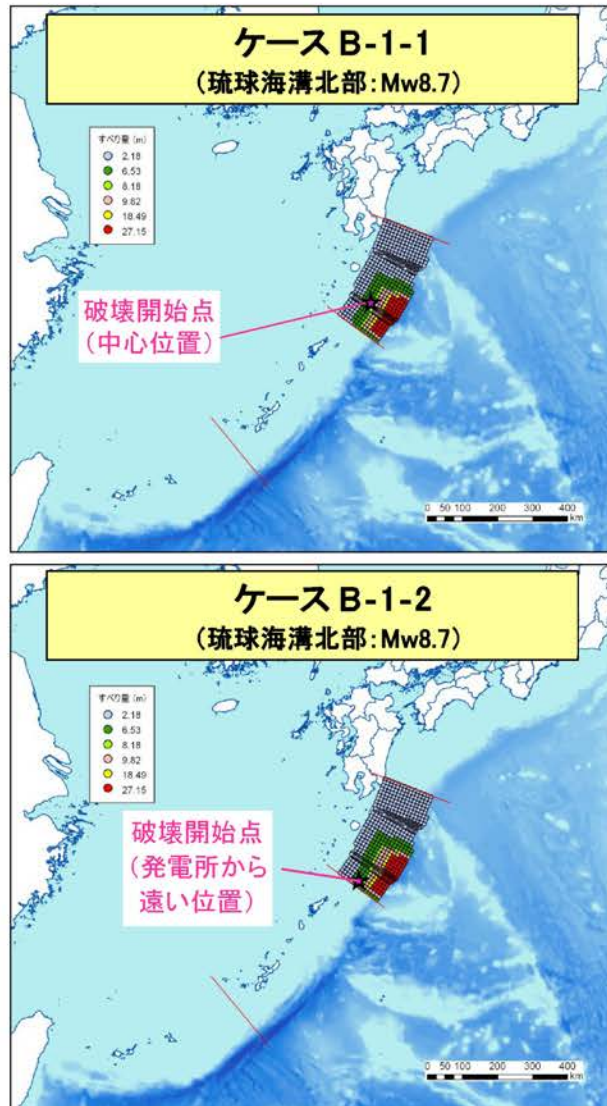 ケース B-1-1
(琉球海溝北部:Mw8.7)
すべり量 (m)
2.18
6.53
8.18
9.82
18.49
27.15
破壊開始点
(中心位置)
0 50 100 200 300 400
km
ケース B-1-2
(琉球海溝北部:Mw8.7)
すべり量 (m)
2.18
6.53
8.18
9.82
18.49
27.15
破壊開始点
(発電所から
遠い位置)
0 50 100 200 300 400
km